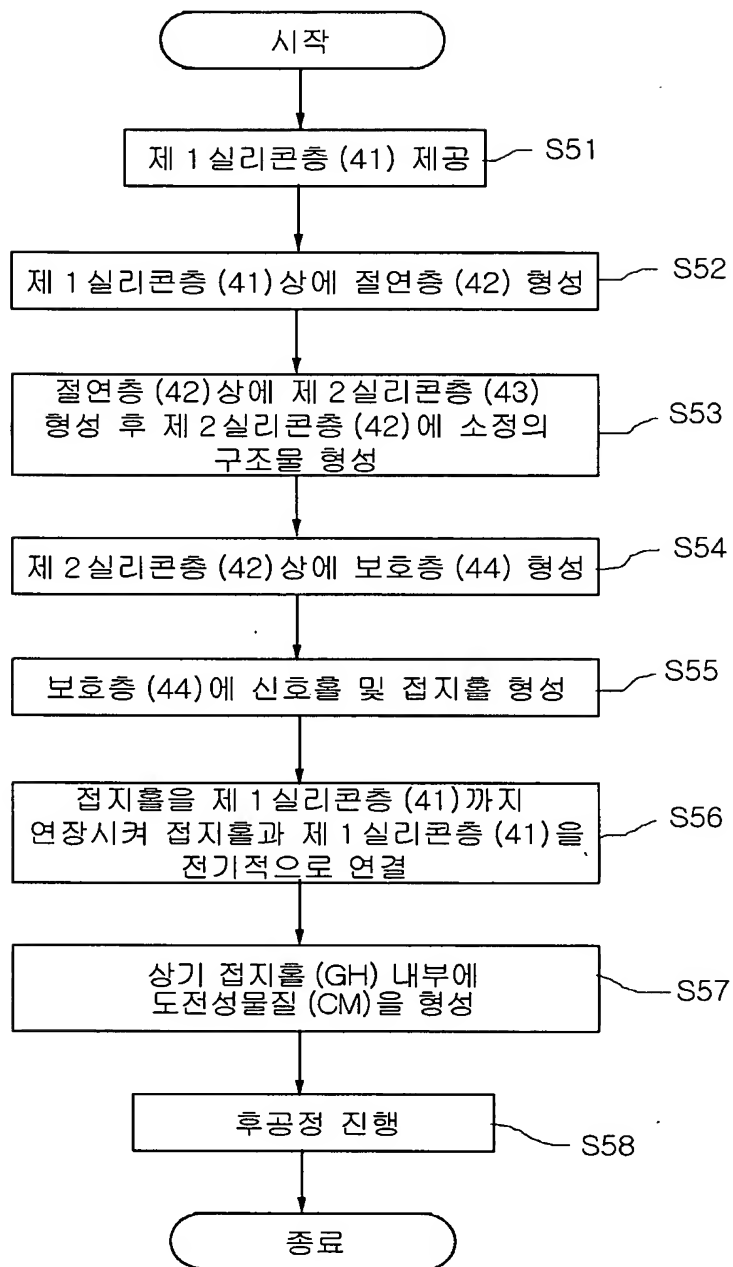 시작
제1실리콘층(41) 제공
S51
제1실리콘층(41)상에 절연층(42) 형성
S52
절연층(42)상에 제2실리콘층(43)
형성 후 제2실리콘층(42)에 소정의
구조물 형성
S53
제2실리콘층(42)상에 보호층(44) 형성
S54
보호층(44)에 신호홀 및 접지홀 형성
S55
접지홀을 제1실리콘층(41)까지
연장시켜 접지홀과 제1실리콘층(41)을
전기적으로 연결
S56
상기 접지홀(GH) 내부에
도전성물질(CM)을 형성
S57
후공정 진행
S58
종료